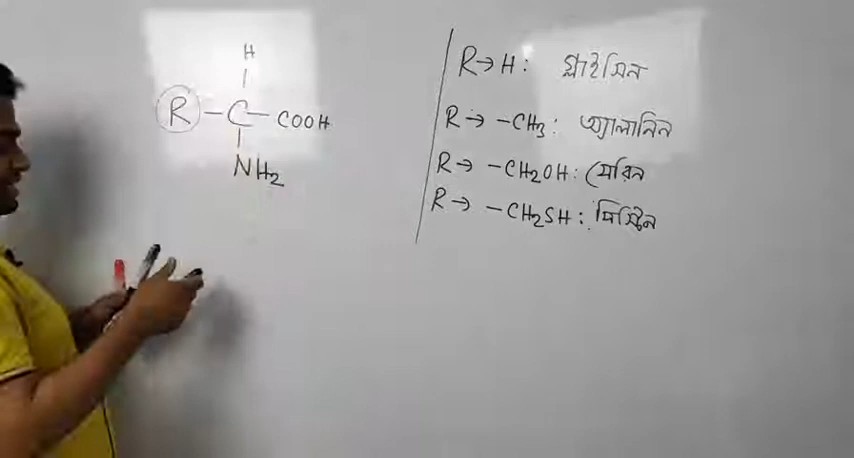 H
|
R – C – COOH
|
NH₂
R → H : গ্লাইসিন
R → –CH₃ : অ্যালানিন
R → –CH₂OH : সেরিন
R → –CH₂SH : সিস্টিন